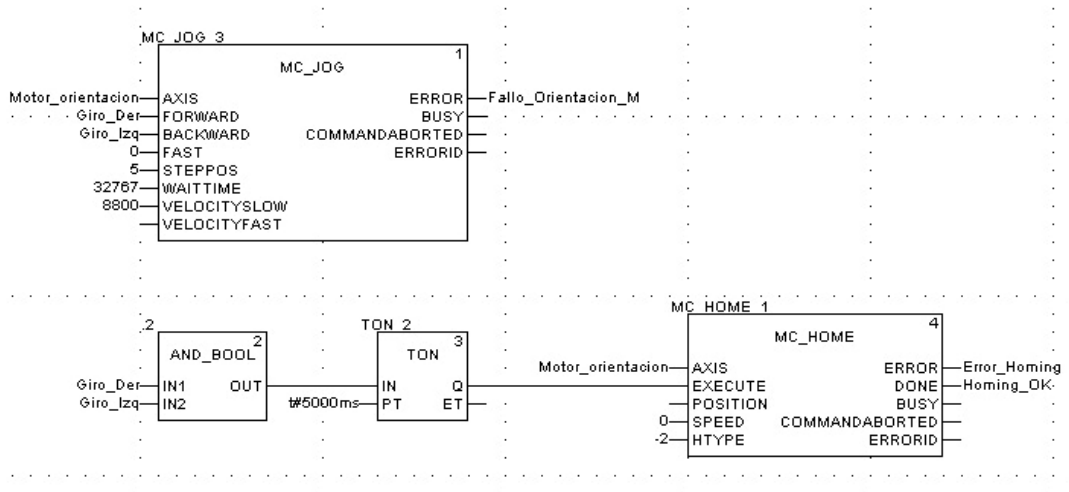 MC_JOG_3
1
MC_JOG
Motor_orientacion AXIS ERROR Fallo_Orientacion_M
Giro_Der FORWARD BUSY
Giro_Izq BACKWARD COMMANDABORTED
0 FAST ERRORID
5 STEPPOS
32767 WAITTIME
8800 VELOCITYSLOW
VELOCITYFAST
MC_HOME_1
.2 TON_2 4
2 3 MC_HOME
AND_BOOL TON
Motor_orientacion AXIS ERROR Error_Homing
Giro_Der IN1 OUT IN Q EXECUTE DONE Homing_OK
Giro_Izq IN2 t#5000ms PT ET POSITION BUSY
0 SPEED COMMANDABORTED
-2 HTYPE ERRORID